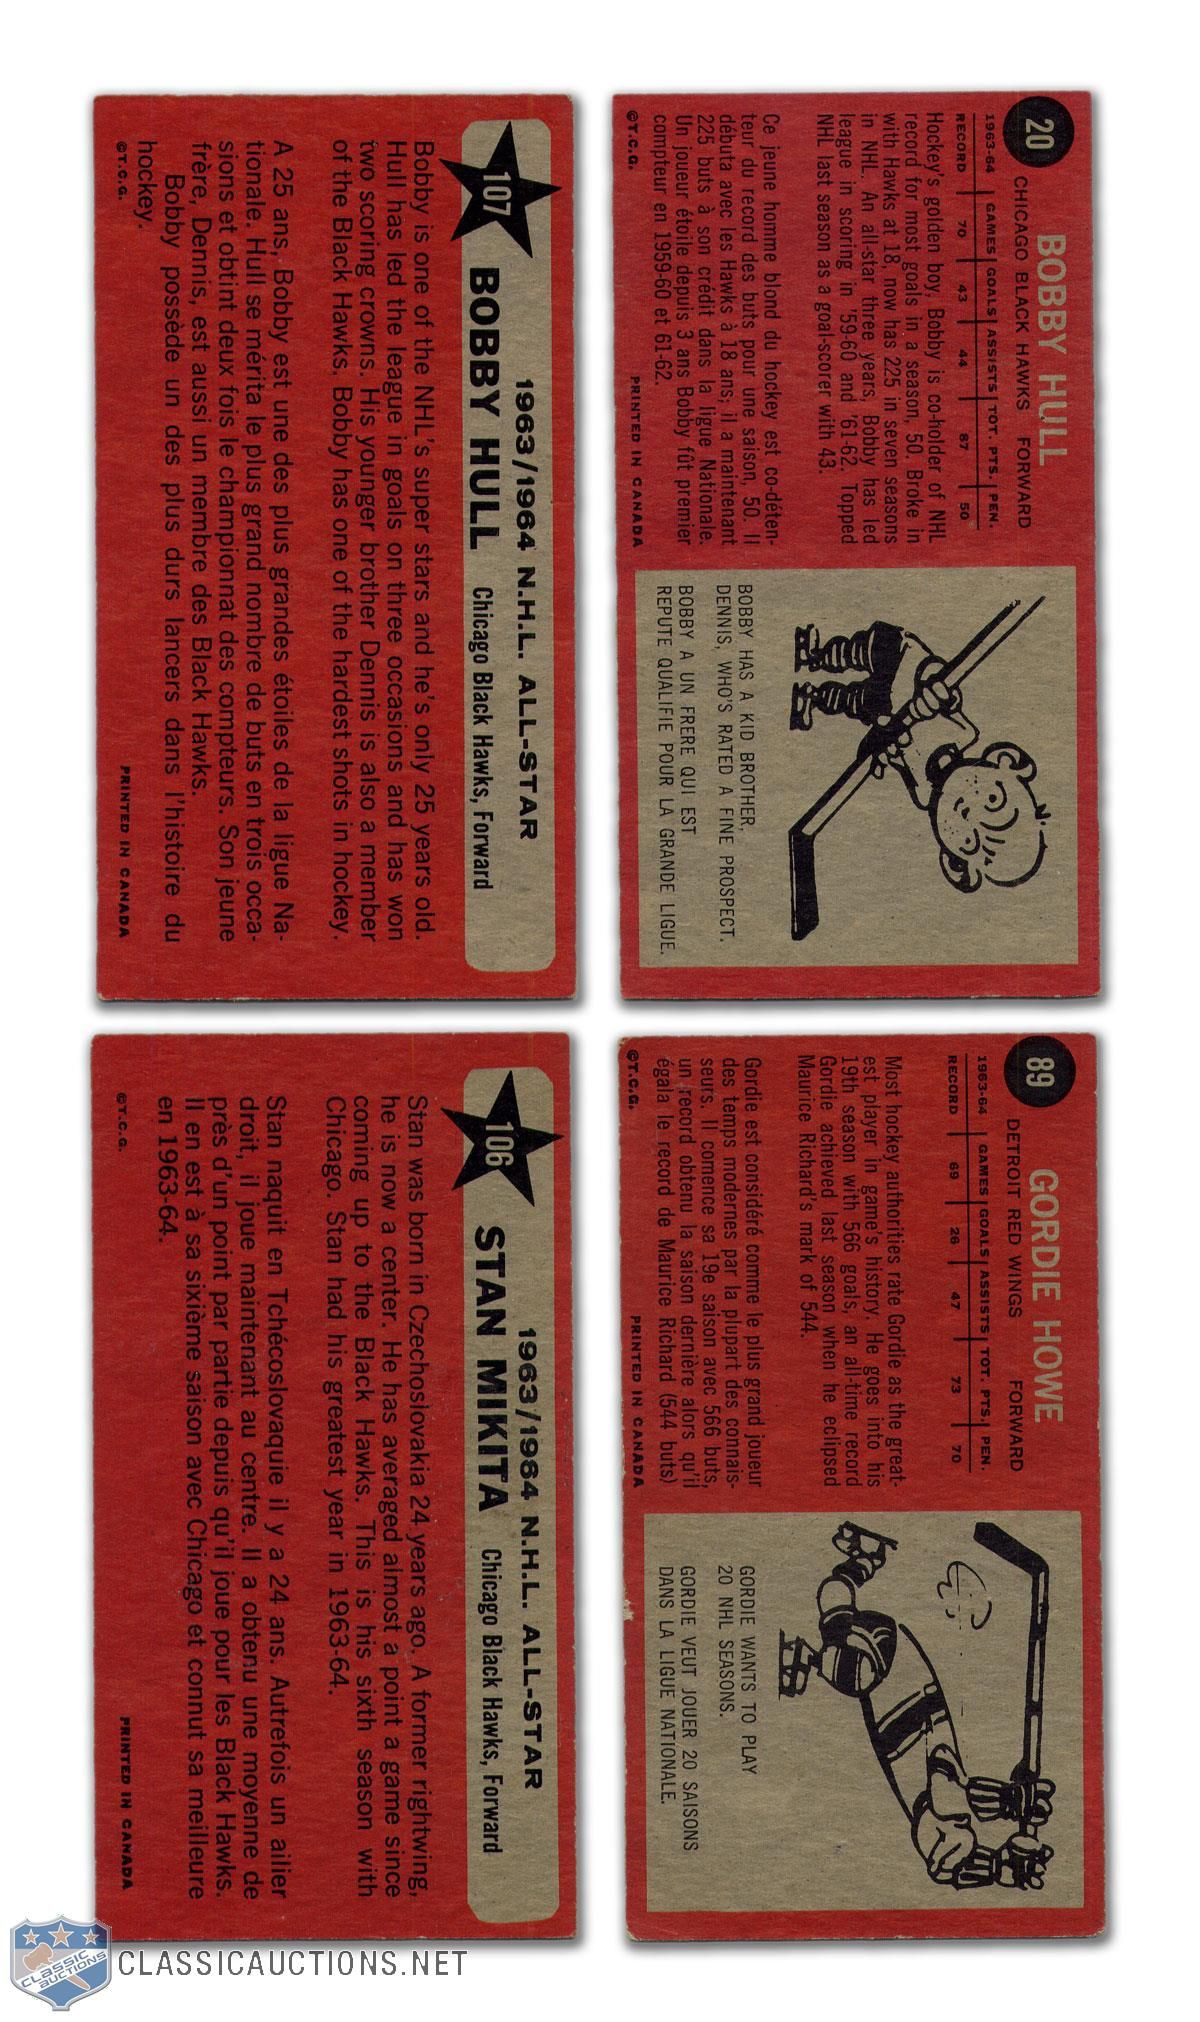 20
BOBBY HULL
CHICAGO BLACK HAWKS FORWARD
1963-64 GAMES GOALS ASSISTS TOT. PTS. PEN.
RECORD 70 43 44 87 50
Hockey's golden boy, Bobby is co-holder of NHL
record for most goals in a season, 50. Broke in
with Hawks at 18, now has 225 in seven seasons
in NHL. An all-star three years, Bobby has led
league in scoring in '59-60 and '61-62. Topped
NHL last season as a goal-scorer with 43.
Ce jeune homme blond du hockey est co-déten-
teur du record des buts pour une saison, 50. Il
débuta avec les Hawks à 18 ans; il a maintenant
225 buts à son crédit dans la ligue Nationale.
Un joueur étoile depuis 3 ans Bobby fût premier
compteur en 1959-60 et 61-62.
©T.C.G. PRINTED IN CANADA
BOBBY HAS A KID BROTHER,
DENNIS, WHO'S RATED A FINE PROSPECT.
BOBBY A UN FRERE QUI EST
REPUTE QUALIFIE POUR LA GRANDE LIGUE.
89
GORDIE HOWE
DETROIT RED WINGS FORWARD
1963-64 GAMES GOALS ASSISTS TOT. PTS. PEN.
RECORD 69 26 47 73 70
Most hockey authorities rate Gordie as the great-
est player in game's history. He goes into his
19th season with 566 goals, an all-time record
Gordie achieved last season when he eclipsed
Maurice Richard's mark of 544.
Gordie est considéré comme le plus grand joueur
des temps modernes par la plupart des connais-
seurs. Il comence sa 19e saison avec 566 buts,
un record obtenu la saison dernière alors qu'il
égala le record de Maurice Richard (544 buts)
©T.C.G. PRINTED IN CANADA
GORDIE WANTS TO PLAY
20 NHL SEASONS.
GORDIE VEUT JOUER 20 SAISONS
DANS LA LIGUE NATIONALE.
107
1963/1964 N.H.L. ALL-STAR
BOBBY HULL Chicago Black Hawks, Forward
Bobby is one of the NHL's super stars and he's only 25 years old.
Hull has led the league in goals on three occasions and has won
two scoring crowns. His younger brother Dennis is also a member
of the Black Hawks. Bobby has one of the hardest shots in hockey.
A 25 ans, Bobby est une des plus grandes étoiles de la ligue Na-
tionale. Hull se mérita le plus grand nombre de buts en trois occa-
sions et obtint deux fois le championnat des compteurs. Son jeune
frère, Dennis, est aussi un membre des Black Hawks.
Bobby possède un des plus durs lancers dans l'histoire du
hockey.
©T.C.G. PRINTED IN CANADA
106
1963/1964 N.H.L. ALL-STAR
STAN MIKITA Chicago Black Hawks, Forward
Stan was born in Czechoslovakia 24 years ago. A former rightwing,
he is now a center. He has averaged almost a point a game since
coming up to the Black Hawks. This is his sixth season with
Chicago. Stan had his greatest year in 1963-64.
Stan naquit en Tchécoslovaquie il y a 24 ans. Autrefois un ailier
droit, il joue maintenant au centre. Il a obtenu une moyenne de
près d'un point par partie depuis qu'il joue pour les Black Hawks.
Il en est à sa sixième saison avec Chicago et connut sa meilleure
en 1963-64.
©T.C.G. PRINTED IN CANADA
CLASSIC
AUCTIONS
CLASSICAUCTIONS.NET